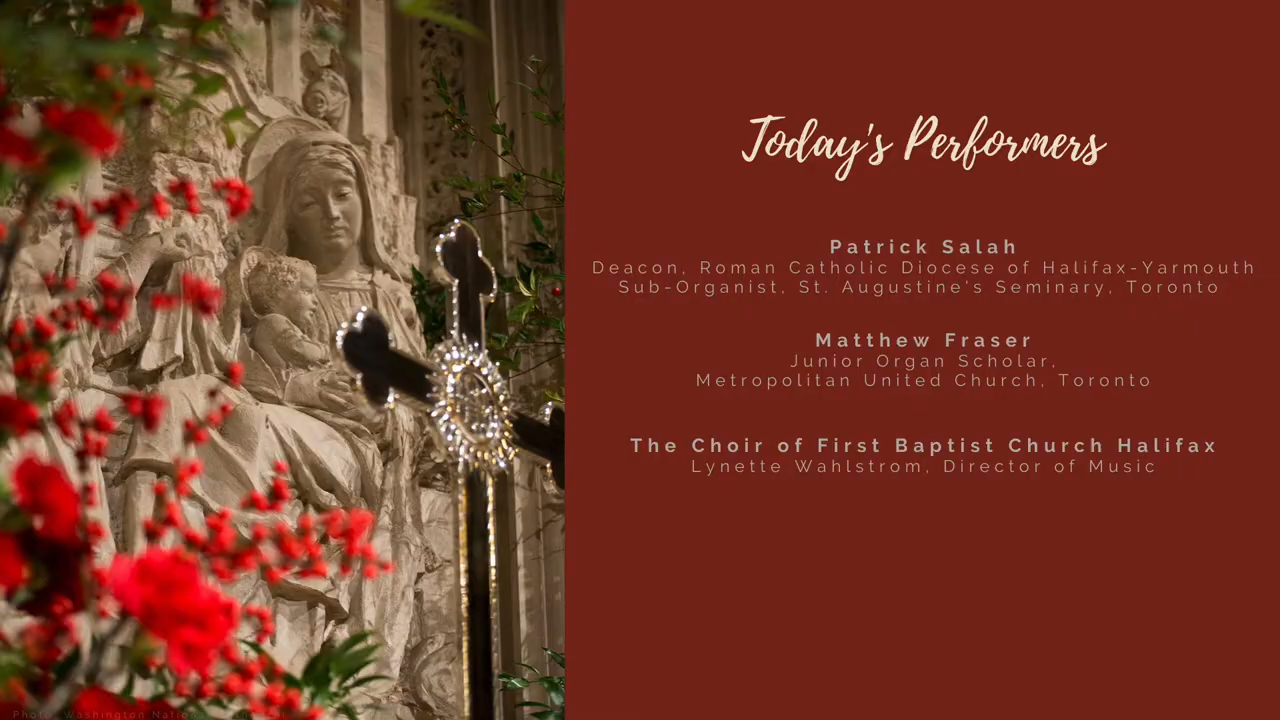 Today's Performers
Patrick Salah
Deacon, Roman Catholic Diocese of Halifax-Yarmouth
Sub-Organist, St. Augustine's Seminary, Toronto
Matthew Fraser
Junior Organ Scholar,
Metropolitan United Church, Toronto
The Choir of First Baptist Church Halifax
Lynette Wahlstrom, Director of Music
Washington